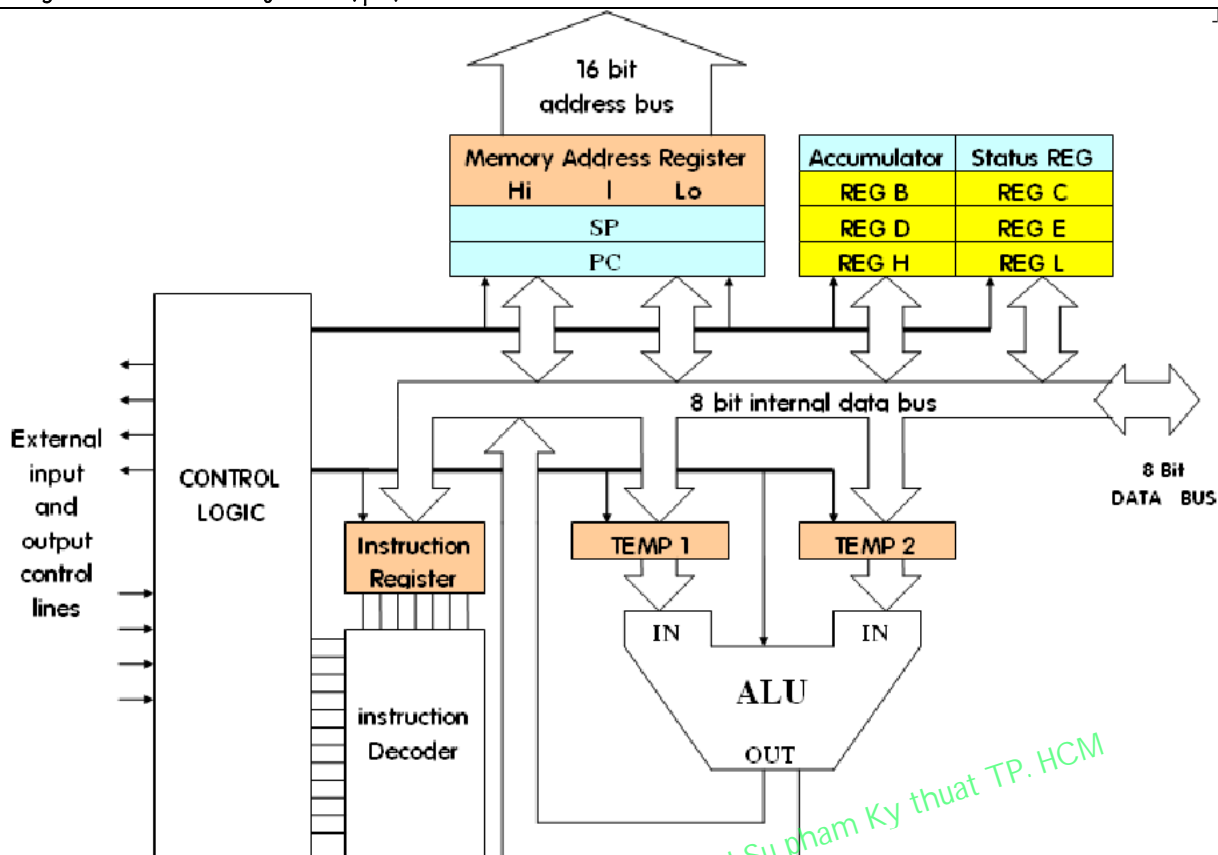 16 bit
address bus
Memory Address Register
Hi | Lo
SP
PC
Accumulator Status REG
REG B REG C
REG D REG E
REG H REG L
8 bit internal data bus
8 Bit
DATA BUS
External
input
and
output
control
lines
CONTROL
LOGIC
Instruction
Register
TEMP 1
TEMP 2
IN
IN
ALU
OUT
instruction
Decoder
pham Ky thuat TP. HCM